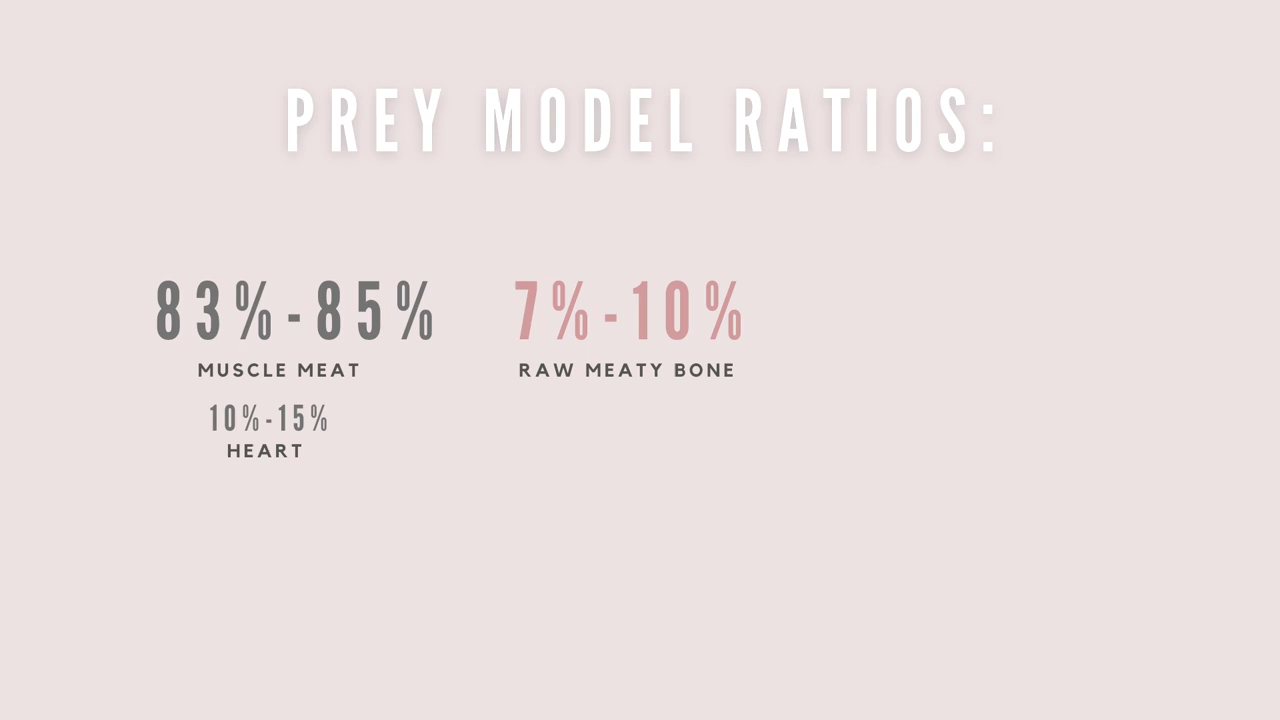 PREY MODEL RATIOS:
83%-85%
MUSCLE MEAT
10%-15%
HEART
7%-10%
RAW MEATY BONE